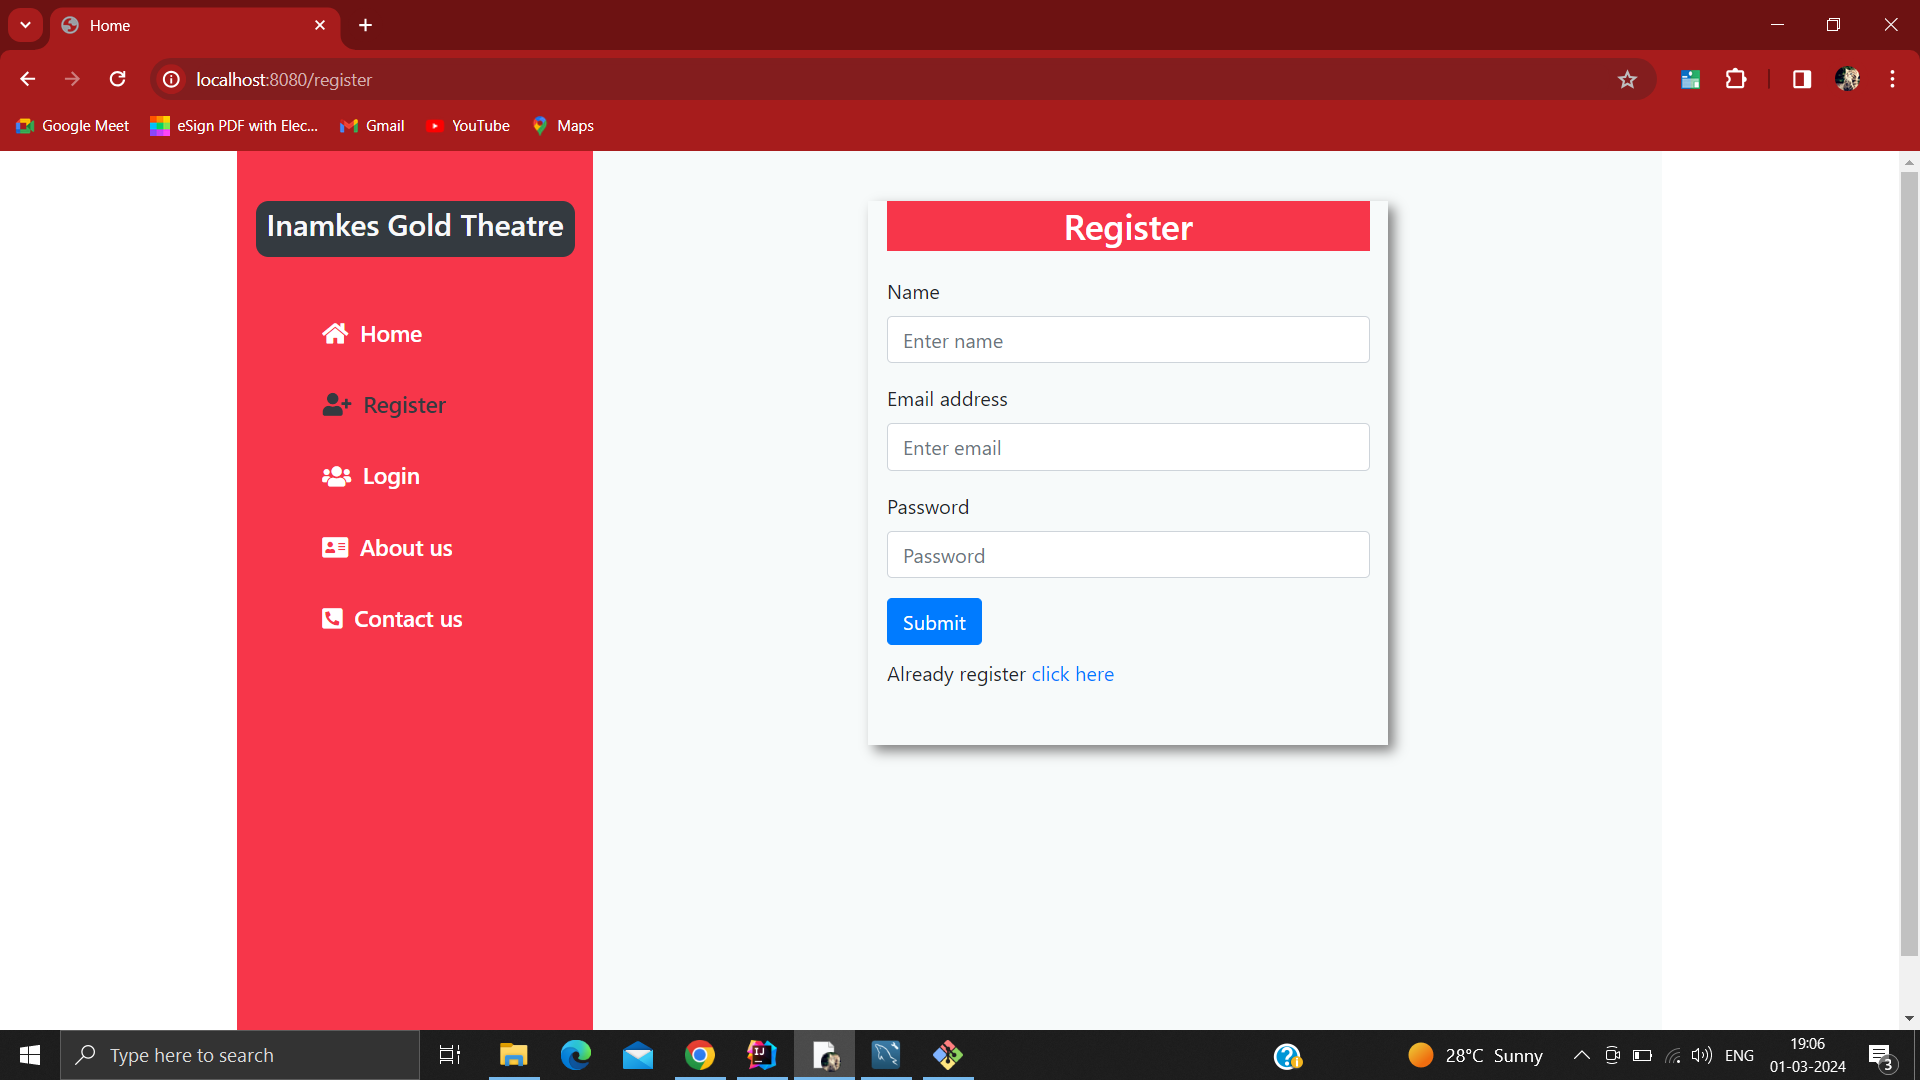 Home
localhost:8080/register
Google Meet
eSign PDF with Elec...
Gmail
YouTube
Maps
Inamkes Gold Theatre
Home
Register
Login
About us
Contact us
Register
Name
Enter name
Email address
Enter email
Password
Password
Submit
Already register click here
Type here to search
28°C Sunny
ENG
19:06
01-03-2024
3